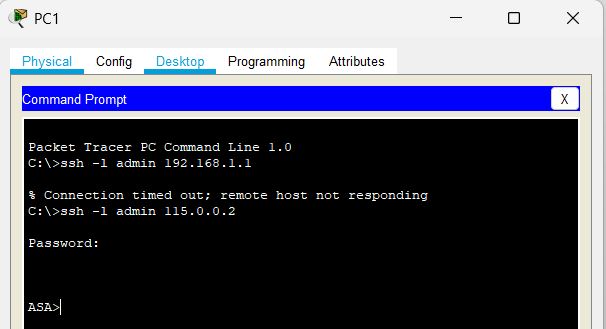 PC1
Physical Config Desktop Programming Attributes
Command Prompt X
Packet Tracer PC Command Line 1.0
C:\>ssh -l admin 192.168.1.1
% Connection timed out; remote host not responding
C:\>ssh -l admin 115.0.0.2
Password:
ASA>